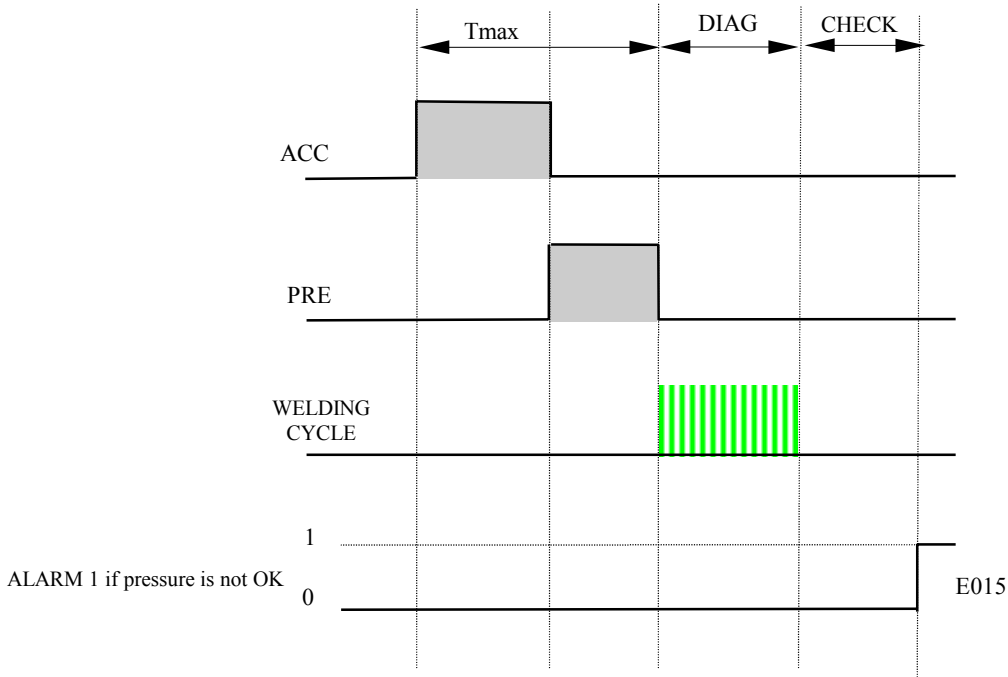 Tmax
DIAG
CHECK
ACC
PRE
WELDING
CYCLE
1
ALARM 1 if pressure is not OK
0
E015